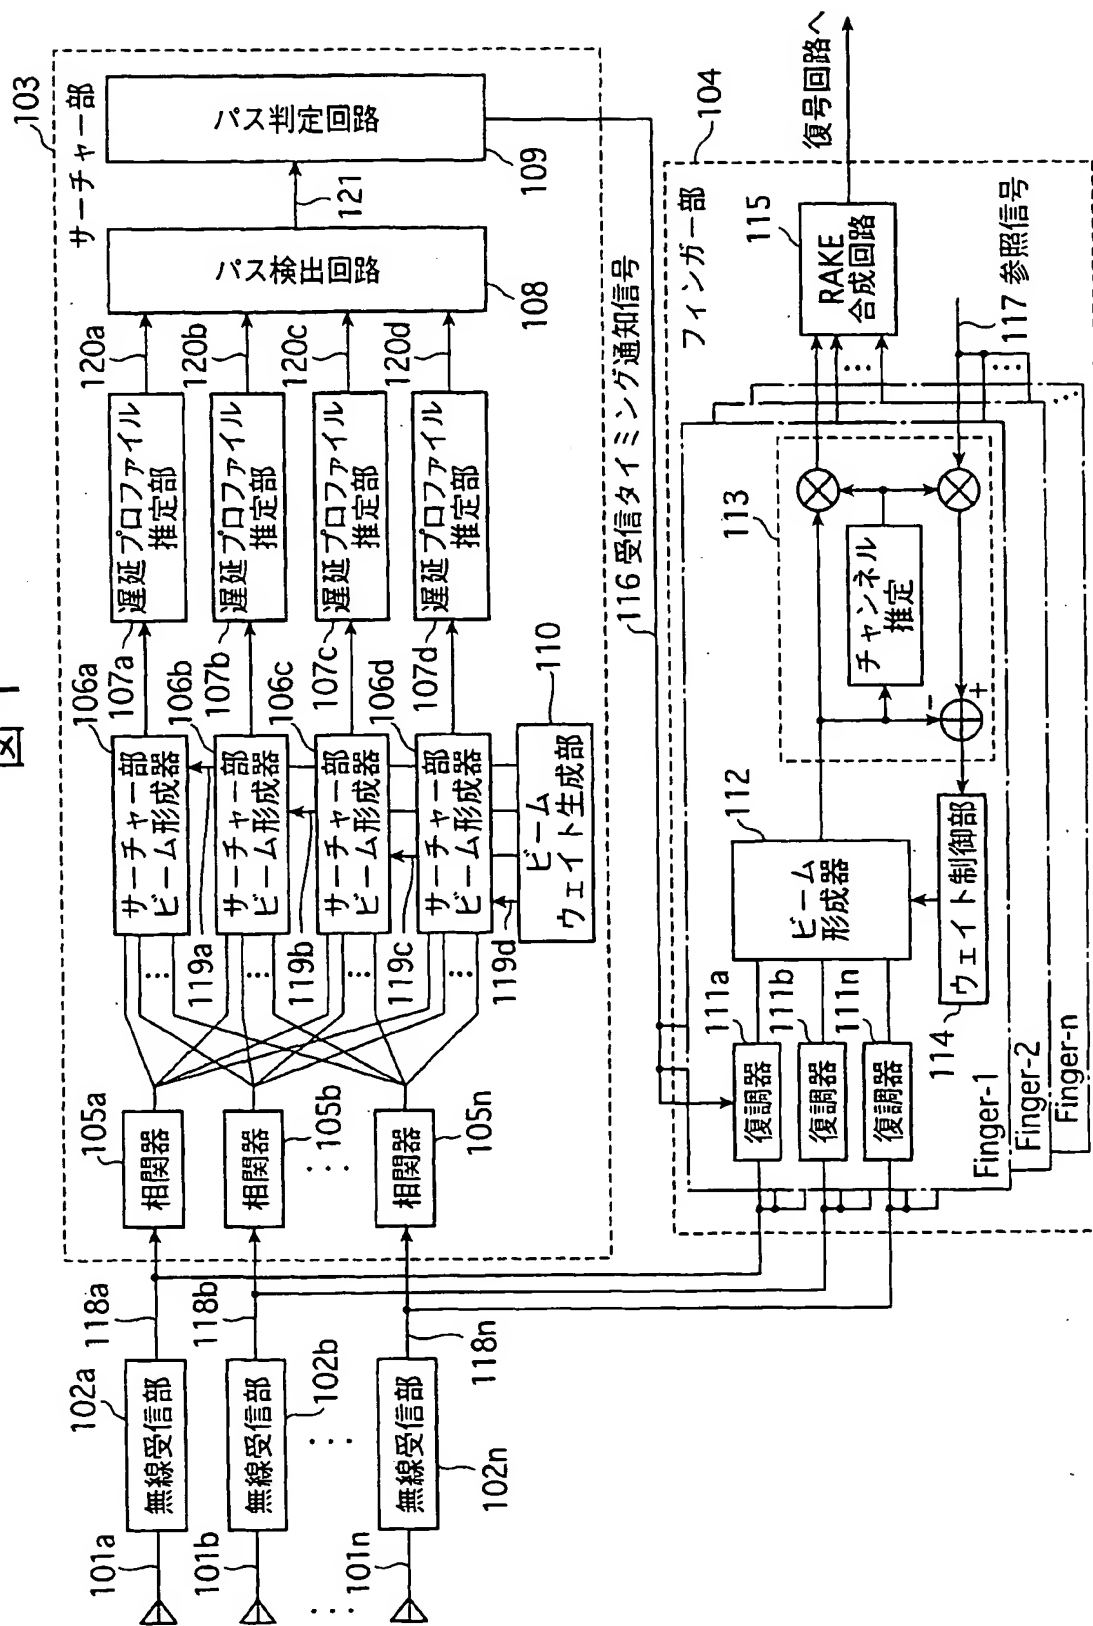 図 1
103
サーチャー部
パス判定回路
109
121
パス検出回路
108
120a
120b
120c
120d
遅延プロファイル
推定部
遅延プロファイル
推定部
遅延プロファイル
推定部
遅延プロファイル
推定部
106a
107a
106b
107b
106c
107c
106d
107d
110
サーチャー部
ビーム形成器
サーチャー部
ビーム形成器
サーチャー部
ビーム形成器
サーチャー部
ビーム形成器
ビーム
ウェイト生成部
119a
119b
119c
119d
105a
相関器
相関器
105b
相関器
105n
118a
118b
118n
102a
無線受信部
無線受信部
102b
無線受信部
102n
101a
101b
101n
116 受信タイミング通知信号
復号回路へ
104
フィンガー部
115
RAKE
合成回路
117 参照信号
113
チャンネル
推定
-
+
112
ビーム
形成器
ウェイト制御部
114
111a
111b
111n
復調器
復調器
復調器
Finger-1
Finger-2
Finger-n